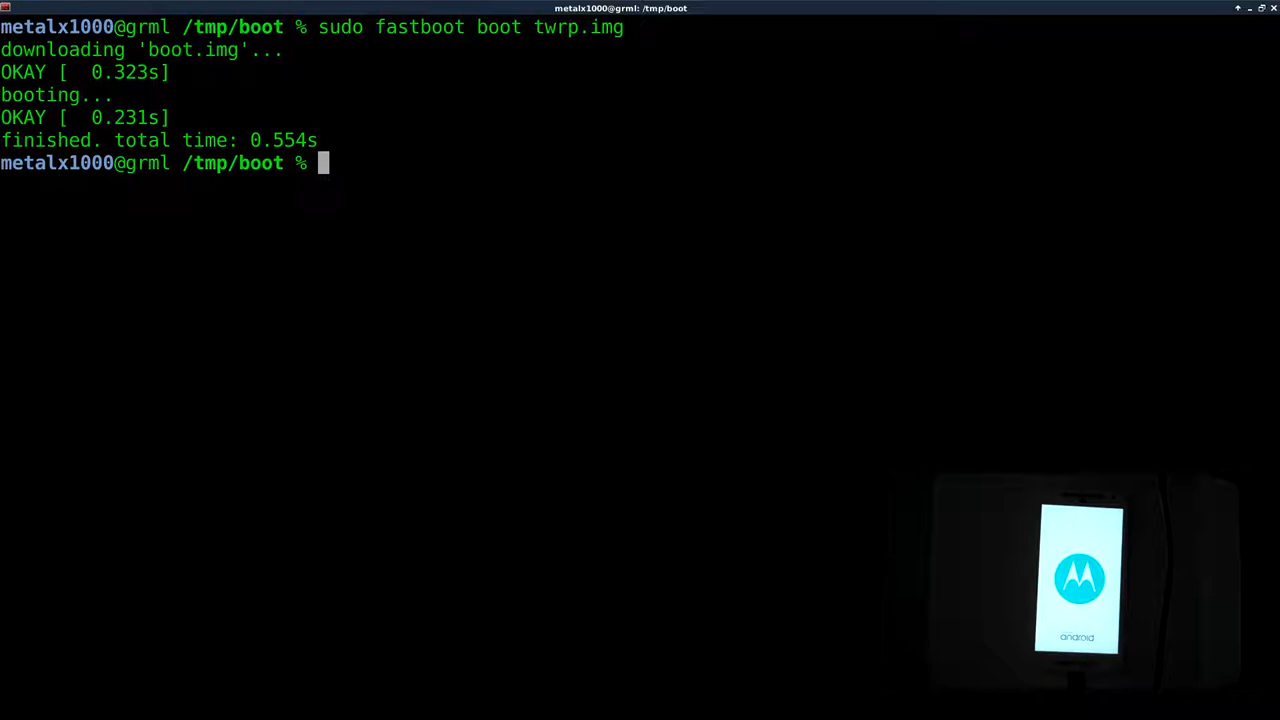 metalx1000@grml: /tmp/boot
metalx1000@grml /tmp/boot % sudo fastboot boot twrp.img
downloading 'boot.img'...
OKAY [  0.323s]
booting...
OKAY [  0.231s]
finished. total time: 0.554s
metalx1000@grml /tmp/boot %
android